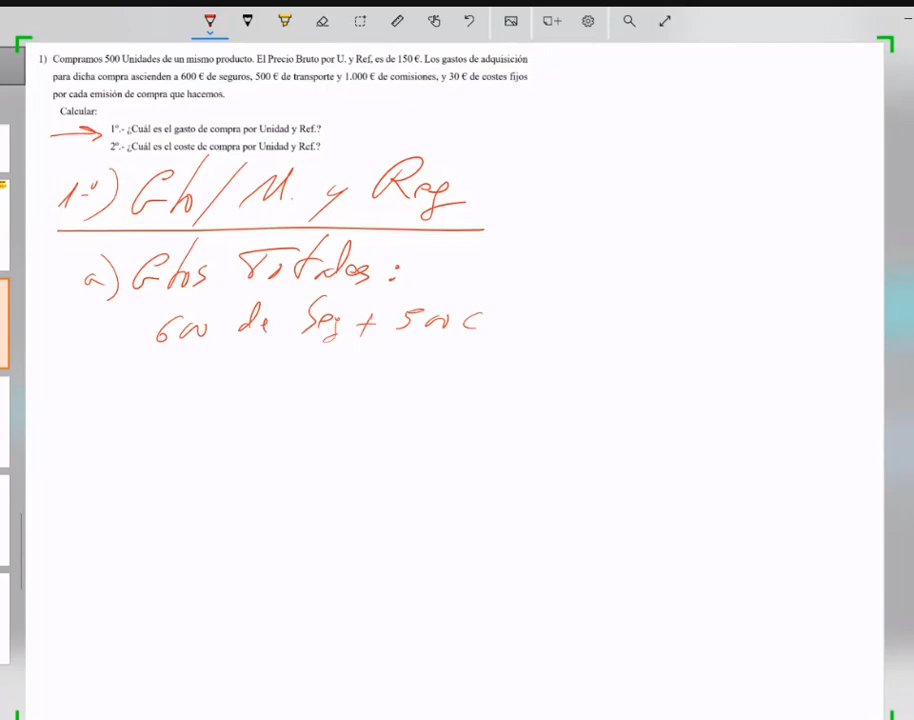 1) Compramos 500 Unidades de un mismo producto. El Precio Bruto por U. y Ref, es de 150 €. Los gastos de adquisición
para dicha compra ascienden a 600 € de seguros, 500 € de transporte y 1.000 € de comisiones, y 30 € de costes fijos
por cada emisión de compra que hacemos.
Calcular:
1º.- ¿Cuál es el gasto de compra por Unidad y Ref.?
2º.- ¿Cuál es el coste de compra por Unidad y Ref.?
1-º) Gto/U. y Ref
a) Gtos Totales:
600 de Seg + 500 C